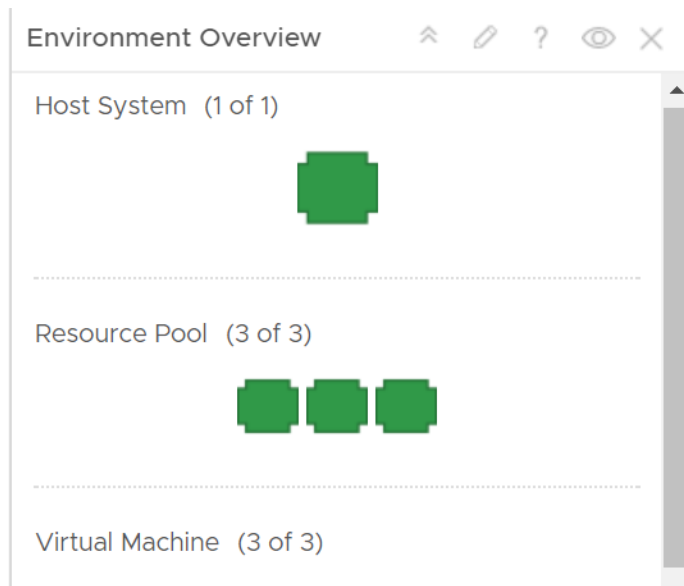 Environment Overview ?
Host System (1 of 1)
Resource Pool (3 of 3)
Virtual Machine (3 of 3)